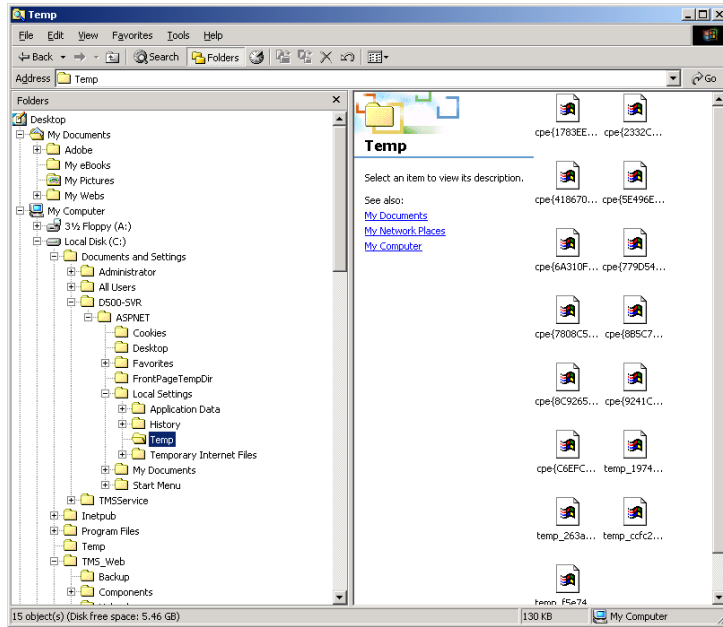 Temp
File Edit View Favorites Tools Help
Back Search Folders
Address Temp Go
Folders
Desktop
My Documents
Adobe
My eBooks
My Pictures
My Webs
My Computer
3½ Floppy (A:)
Local Disk (C:)
Documents and Settings
Administrator
All Users
D500-SVR
ASPNET
Cookies
Desktop
Favorites
FrontPageTempDir
Local Settings
Application Data
History
Temp
Temporary Internet Files
My Documents
Start Menu
TMSService
Inetpub
Program Files
Temp
TMS_Web
Backup
Components
Temp
Select an item to view its description.
See also:
My Documents
My Network Places
My Computer
cpe{1783EE... cpe{2332C...
cpe{418670... cpe{5E496E...
cpe{6A310F... cpe{779D54...
cpe{7808C5... cpe{8B5C7...
cpe{8C9265... cpe{9241C...
cpe{C6EFC... temp_1974...
temp_263a... temp_ccfc2...
temp_f5e74...
15 object(s) (Disk free space: 5.46 GB) 130 KB My Computer